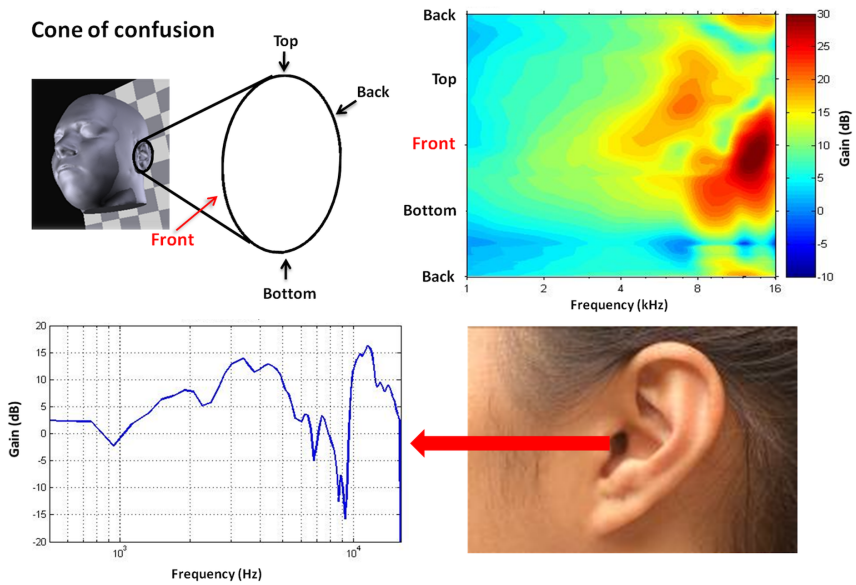 Cone of confusion
Top
Back
Front
Bottom
Back
Top
Front
Bottom
Back
1
2
4
8
16
Frequency (kHz)
30
25
20
15
10
5
0
-5
-10
Gain (dB)
20
15
10
5
0
-5
-10
-15
-20
Gain (dB)
10³
10⁴
Frequency (Hz)